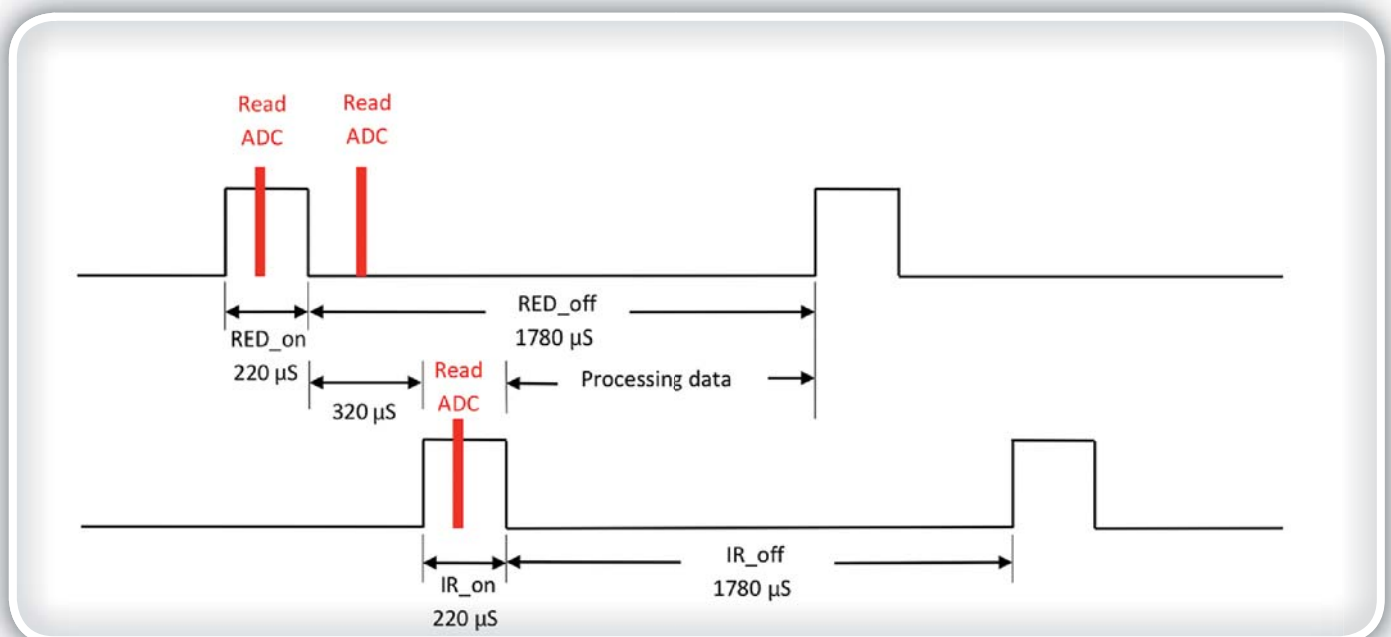 Read
ADC
Read
ADC
RED_off
1780 µS
RED_on
220 µS
Processing data
320 µS
Read
ADC
IR_off
1780 µS
IR_on
220 µS